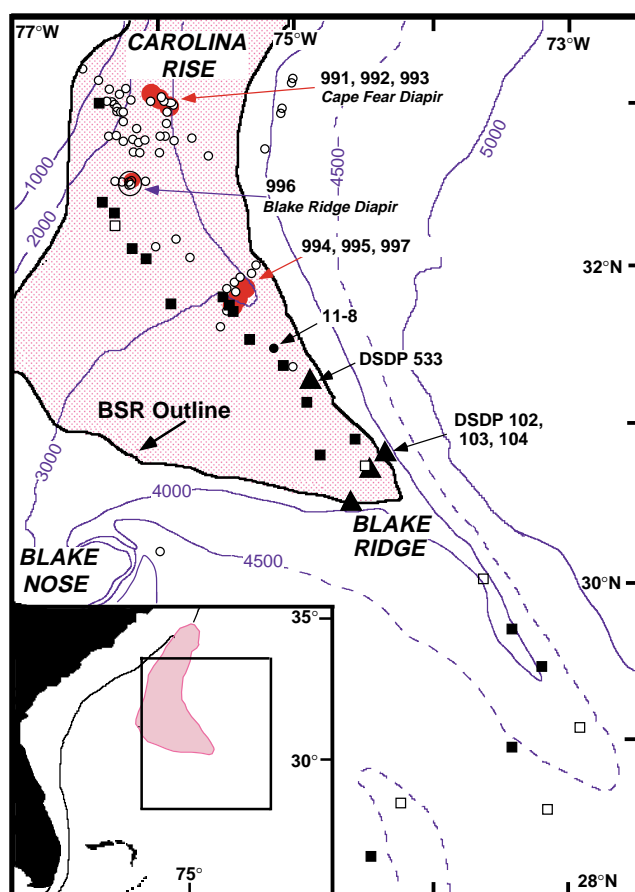 77°W
75°W
73°W
CAROLINA
RISE
991, 992, 993
Cape Fear Diapir
4500
5000
1000
2000
996
Blake Ridge Diapir
994, 995, 997
32°N
11-8
DSDP 533
BSR Outline
DSDP 102,
103, 104
3000
4000
BLAKE
RIDGE
BLAKE
NOSE
4500
30°N
35°
30°
75°
28°N